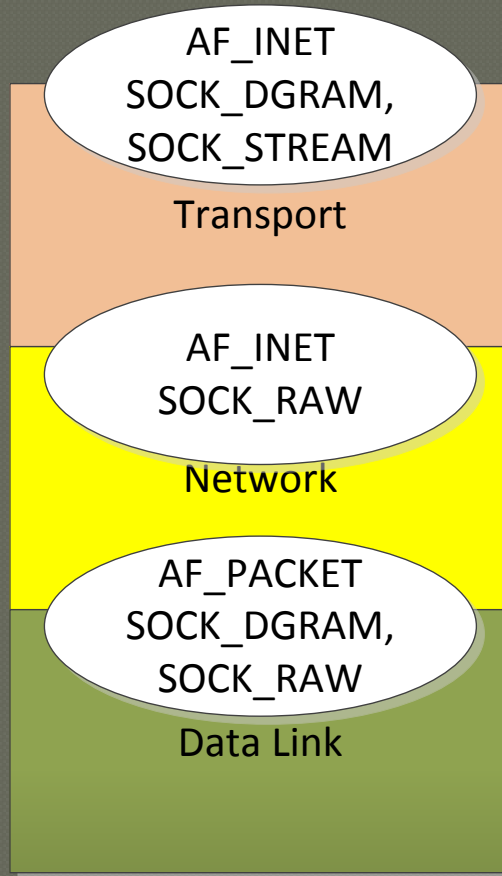 AF_INET
SOCK_DGRAM,
SOCK_STREAM
Transport
AF_INET
SOCK_RAW
Network
AF_PACKET
SOCK_DGRAM,
SOCK_RAW
Data Link